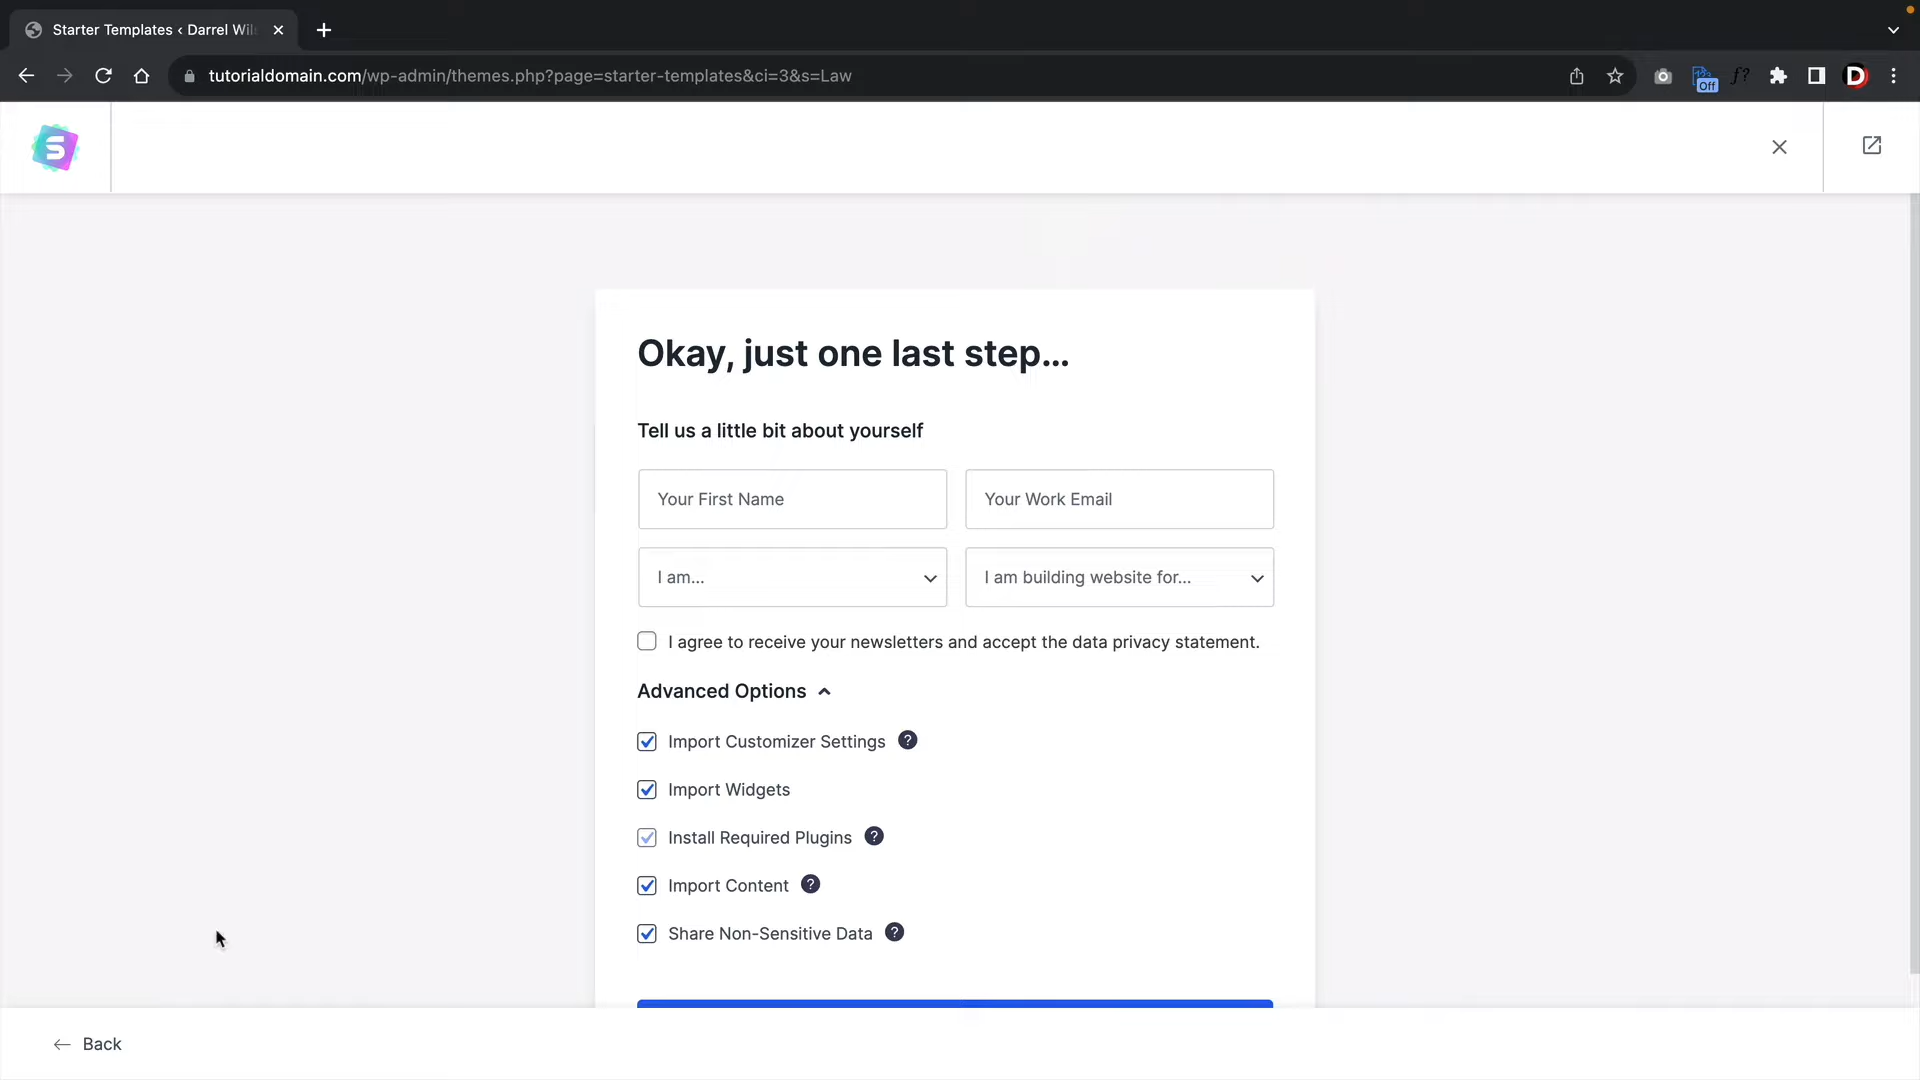 Starter Templates ‹ Darrel Wil
tutorialdomain.com/wp-admin/themes.php?page=starter-templates&ci=3&s=Law
f?
Off
D
S
Okay, just one last step...
Tell us a little bit about yourself
Your First Name
Your Work Email
I am...
I am building website for...
I agree to receive your newsletters and accept the data privacy statement.
Advanced Options
Import Customizer Settings ?
Import Widgets
Install Required Plugins ?
Import Content ?
Share Non-Sensitive Data ?
← Back